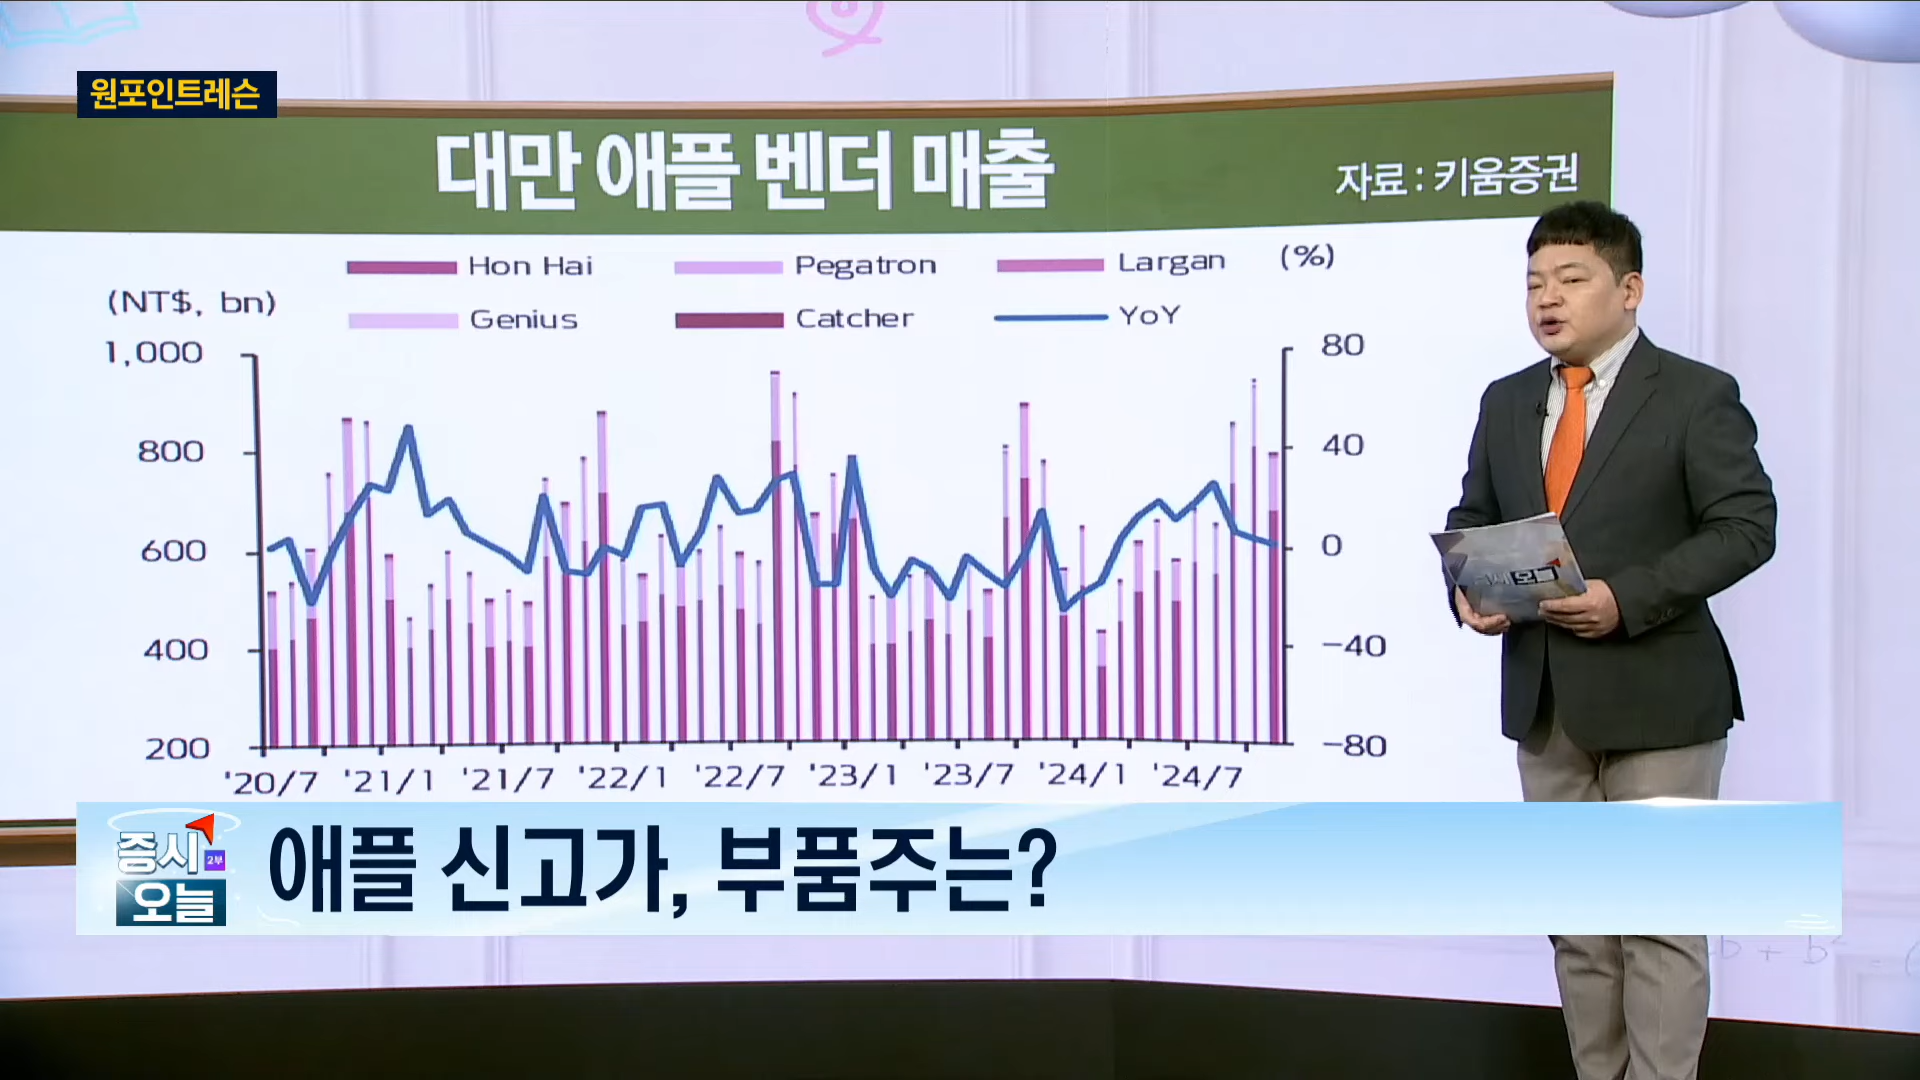 원포인트레슨
대만 애플 벤더 매출
자료 : 키움증권
Hon Hai Pegatron Largan (%)
(NT$, bn)
Genius Catcher YoY
1,000 80
800 40
600 0
400 -40
200 -80
'20/7 '21/1 '21/7 '22/1 '22/7 '23/1 '23/7 '24/1 '24/7
증시 2부
오늘
애플 신고가, 부품주는?